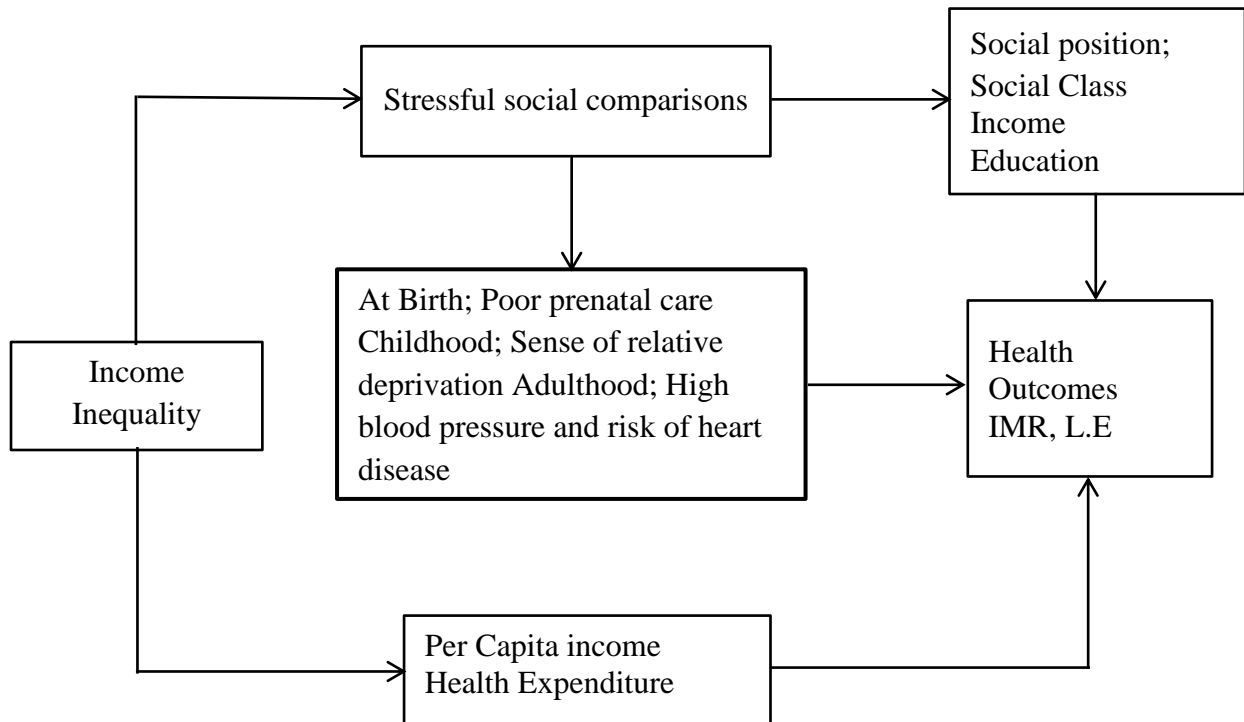 Stressful social comparisons
Social position;
Social Class
Income
Education
At Birth; Poor prenatal care
Childhood; Sense of relative
deprivation Adulthood; High
blood pressure and risk of heart
disease
Income
Inequality
Health
Outcomes
IMR, L.E
Per Capita income
Health Expenditure